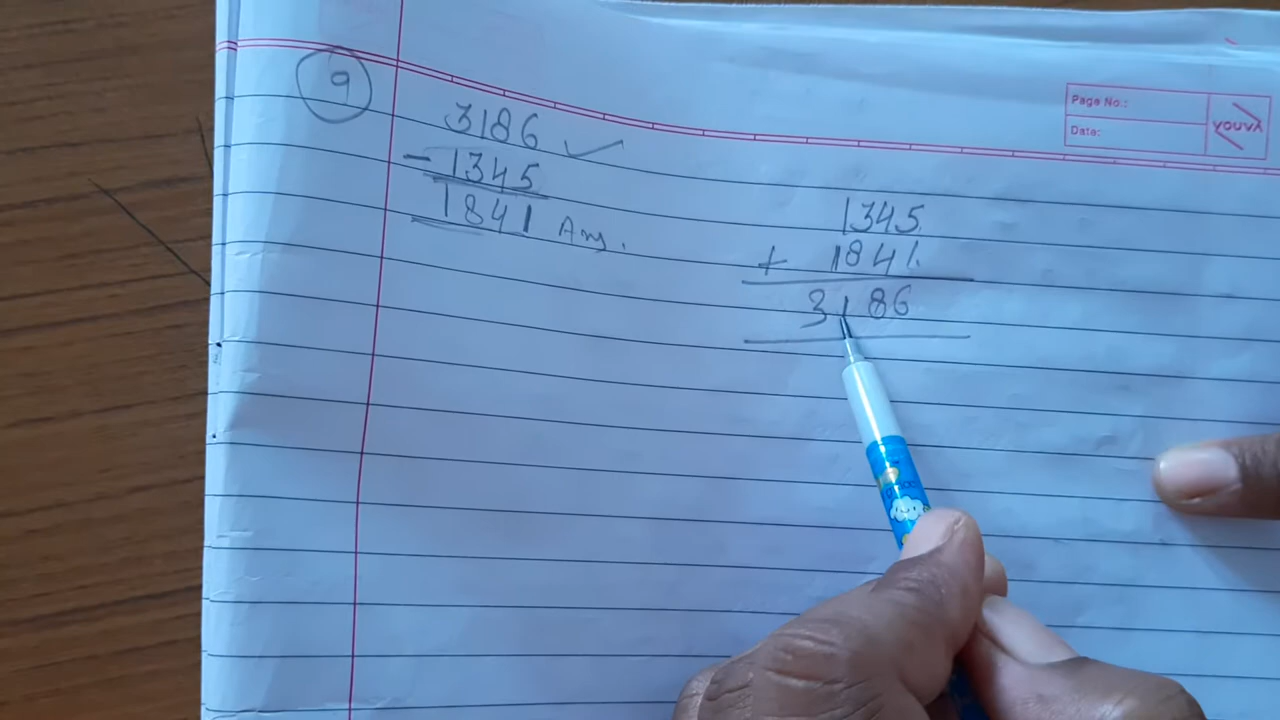 9
3186 ✓
- 1345
1841 Ans.
1345
+ 1841
3186
Page No.:
Date:
YOUVA